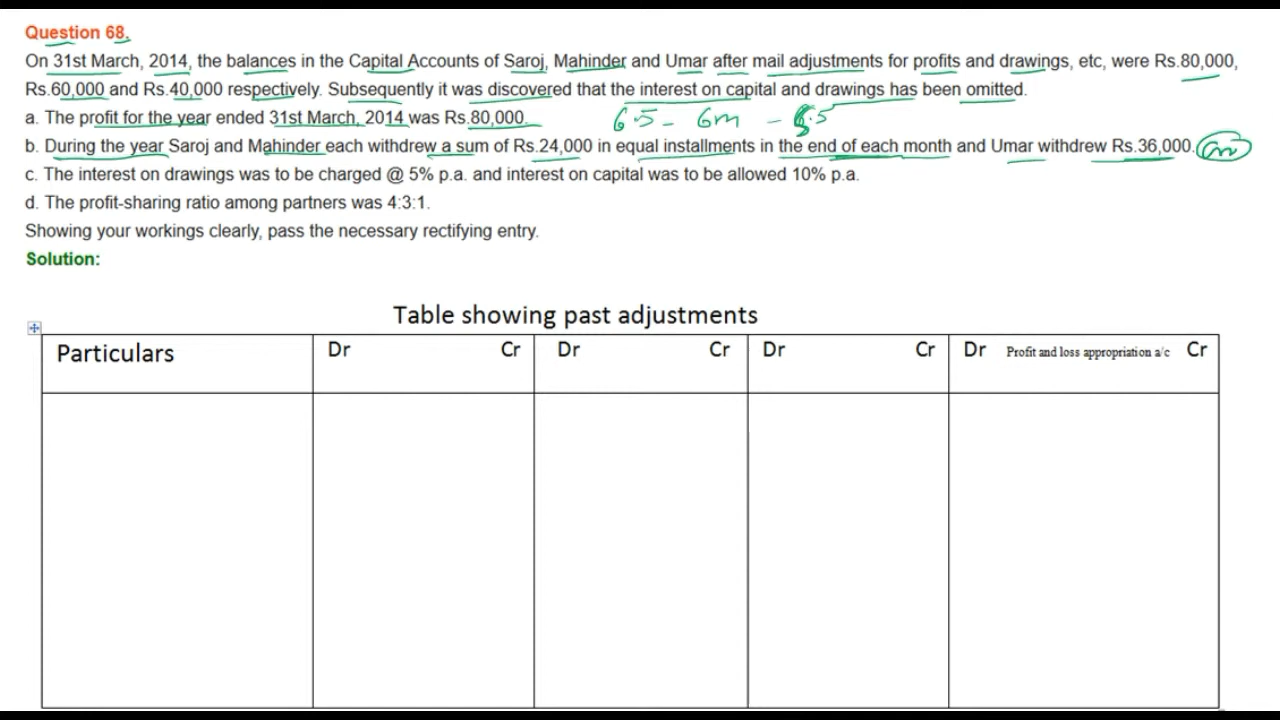 Question 68.
On 31st March, 2014, the balances in the Capital Accounts of Saroj, Mahinder and Umar after mail adjustments for profits and drawings, etc, were Rs.80,000,
Rs.60,000 and Rs.40,000 respectively. Subsequently it was discovered that the interest on capital and drawings has been omitted.
a. The profit for the year ended 31st March, 2014 was Rs.80,000.
6.5 - 6m - 5.5
b. During the year Saroj and Mahinder each withdrew a sum of Rs.24,000 in equal installments in the end of each month and Umar withdrew Rs.36,000.
c. The interest on drawings was to be charged @ 5% p.a. and interest on capital was to be allowed 10% p.a.
d. The profit-sharing ratio among partners was 4:3:1.
Showing your workings clearly, pass the necessary rectifying entry.
Solution:
Table showing past adjustments
Particulars Dr Cr Dr Cr Dr Cr Dr Profit and loss appropriation a/c Cr